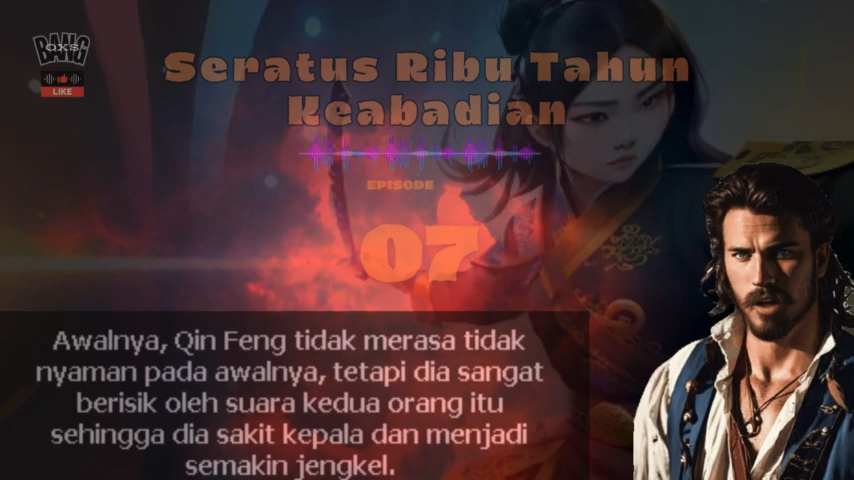 BANG
OXS
LIKE
Seratus Ribu Tahun
Keabadian
EPISODE
07
Awalnya, Qin Feng tidak merasa tidak
nyaman pada awalnya, tetapi dia sangat
berisik oleh suara kedua orang itu
sehingga dia sakit kepala dan menjadi
semakin jengkel.